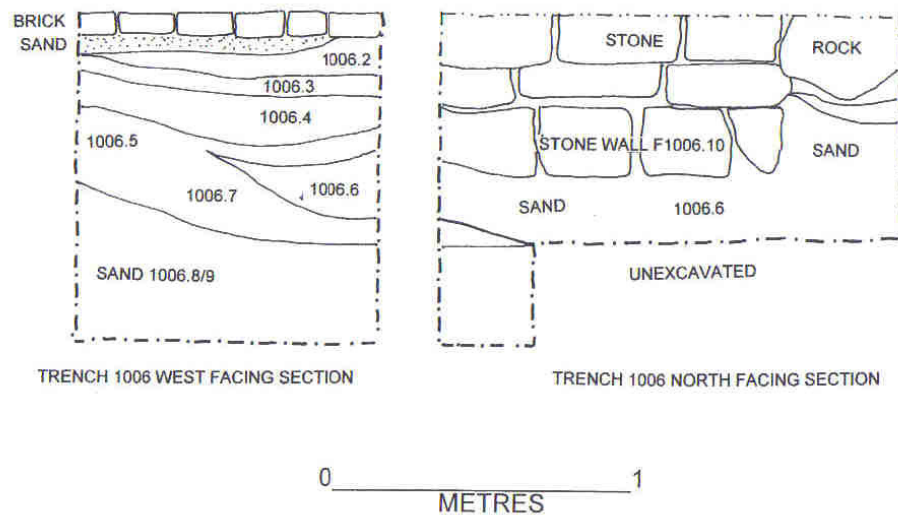 BRICK
SAND
1006.2
1006.3
1006.4
1006.5
1006.6
1006.7
SAND 1006.8/9
TRENCH 1006 WEST FACING SECTION
STONE
ROCK
STONE WALL F1006.10
SAND
SAND
1006.6
UNEXCAVATED
TRENCH 1006 NORTH FACING SECTION
0 1
METRES